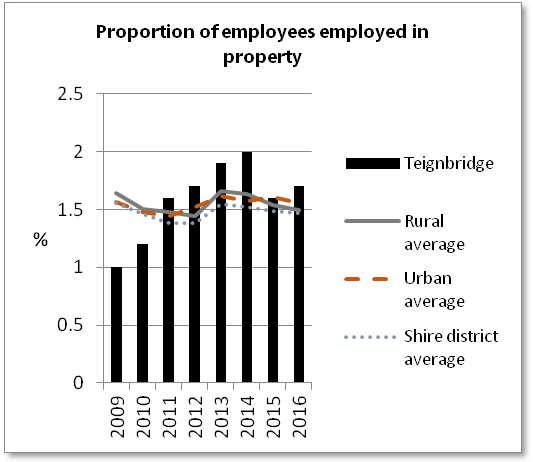 Proportion of employees employed in
property
2.5
2
1.5
1
0.5
0
%
2009
2010
2011
2012
2013
2014
2015
2016
Teignbridge
Rural
average
Urban
average
Shire district
average